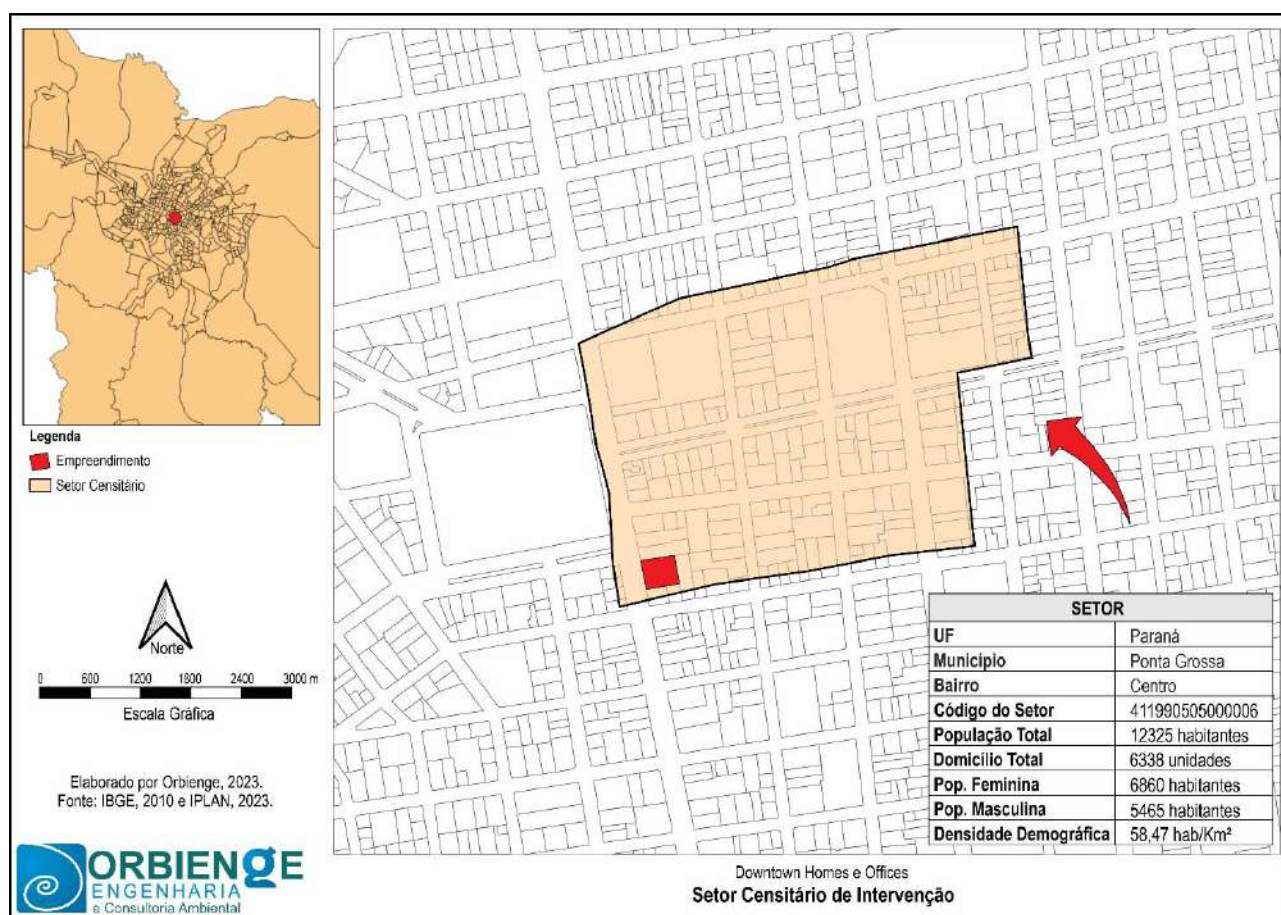 Legenda
Empreendimento
Setor Censitário
Norte
0 600 1200 1800 2400 3000 m
Escala Gráfica
Elaborado por Orbienge, 2023.
Fonte: IBGE, 2010 e IPLAN, 2023.
ORBIENGE
ENGENHARIA
e Consultoria Ambiental
SETOR
UF Paraná
Município Ponta Grossa
Bairro Centro
Código do Setor 411990505000006
População Total 12325 habitantes
Domicílio Total 6338 unidades
Pop. Feminina 6860 habitantes
Pop. Masculina 5465 habitantes
Densidade Demográfica 58,47 hab/Km²
Downtown Homes e Offices
Setor Censitário de Intervenção